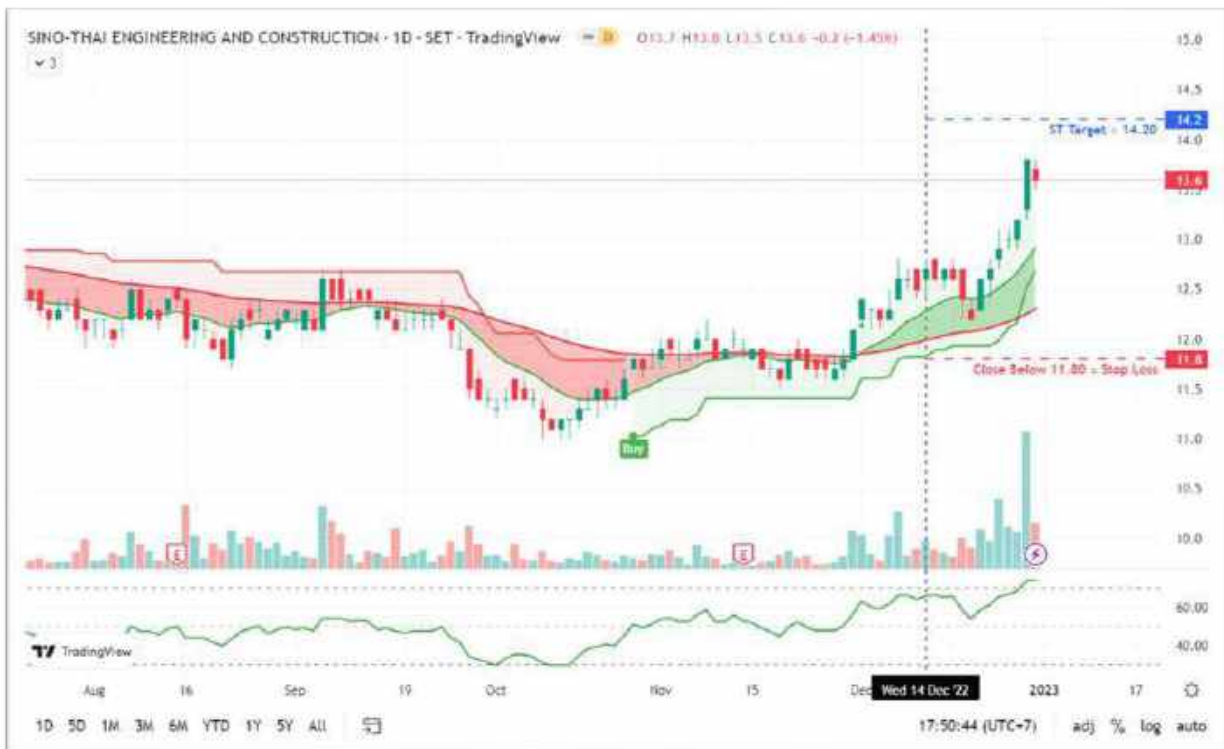 SINO-THAI ENGINEERING AND CONSTRUCTION · 1D · SET · TradingView D O13.7 H13.8 L13.5 C13.6 −0.2 (−1.45%)
3
15.0
14.5
14.2
ST Target = 14.20
14.0
13.6
13.5
13.0
12.5
12.0
11.8
Close Below 11.80 = Stop Loss
11.5
11.0
Buy
10.5
10.0
E E
60.00
40.00
TradingView
Aug 16 Sep 19 Oct Nov 15 Dec Wed 14 Dec '22 2023 17
1D 5D 1M 3M 6M YTD 1Y 5Y All 17:50:44 (UTC+7) adj % log auto